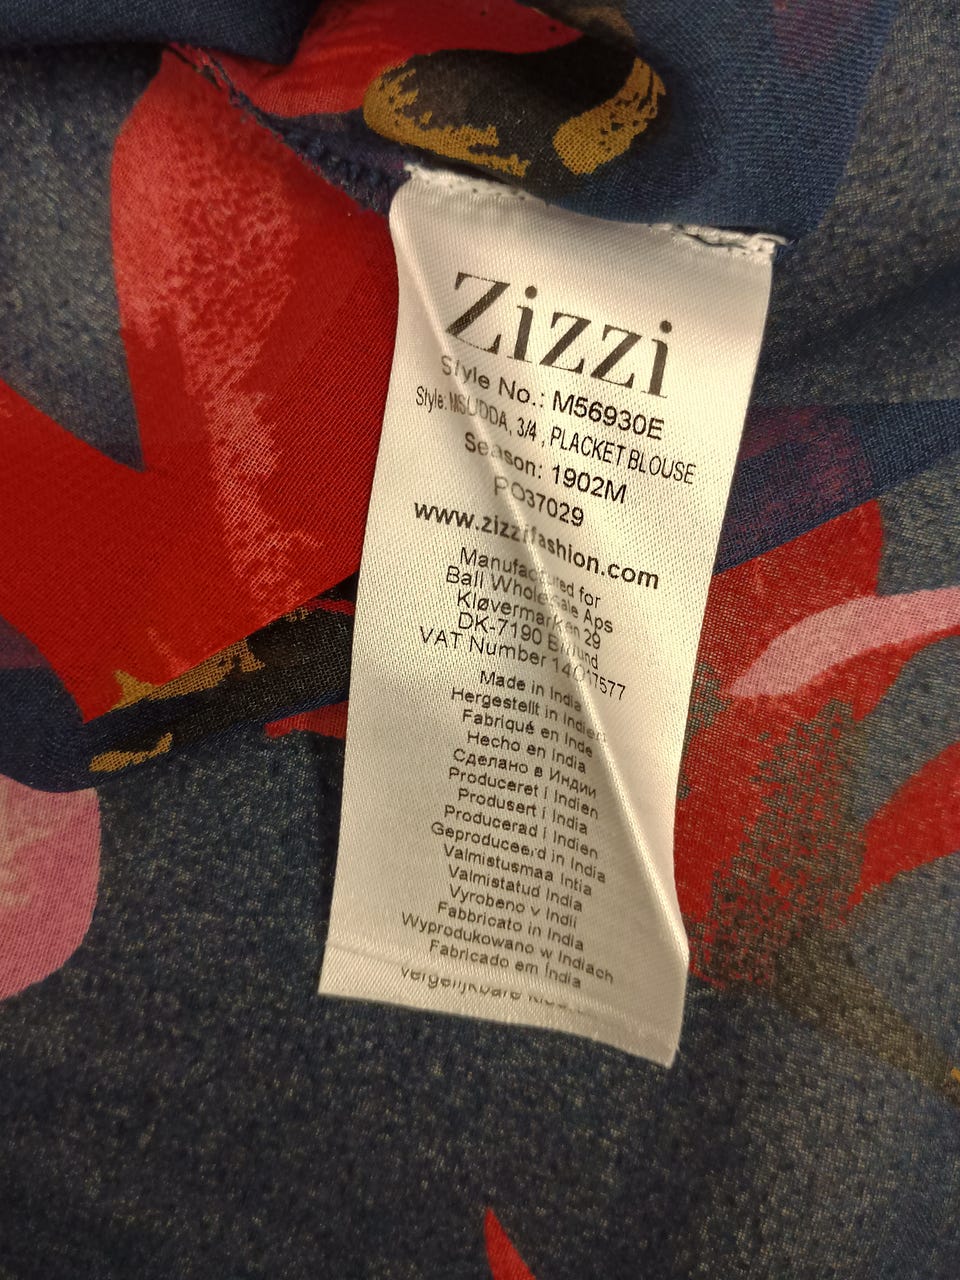 Zizzi
Style No.: M56930E
Style: MSUDDA, 3/4 , PLACKET BLOUSE
Season: 1902M
PO37029
www.zizzifashion.com
Manufactured for
Ball Wholesale Aps
Kløvermarken 29
DK-7190 Billund
VAT Number 14017577
Made in India
Hergestellt in Indien
Fabriqué en Inde
Hecho en India
Сделано в Индии
Produceret i Indien
Produsert i India
Producerad i Indien
Geproduceerd in India
Valmistusmaa Intia
Valmistatud India
Vyrobeno v Indii
Fabbricato in India
Wyprodukowano w Indiach
Fabricado em Índia